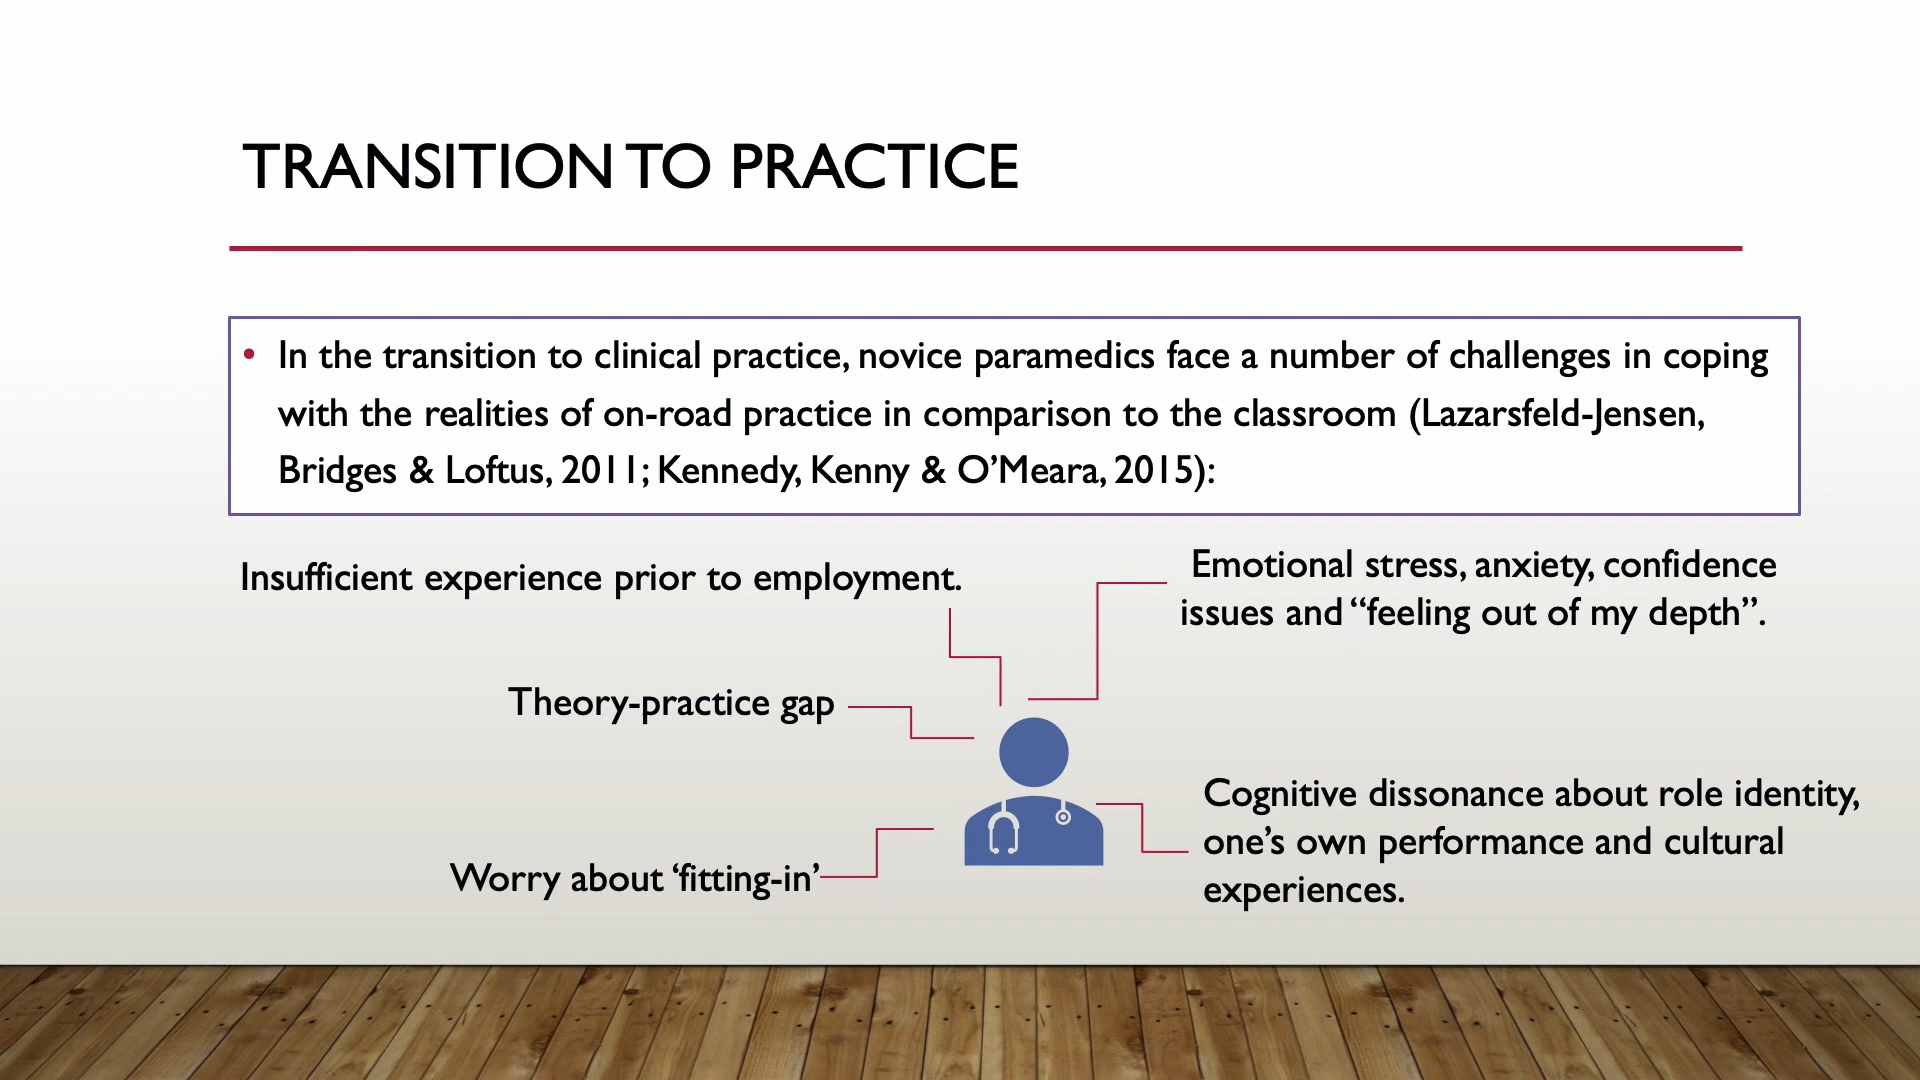 TRANSITION TO PRACTICE
• In the transition to clinical practice, novice paramedics face a number of challenges in coping
with the realities of on-road practice in comparison to the classroom (Lazarsfeld-Jensen,
Bridges & Loftus, 2011; Kennedy, Kenny & O’Meara, 2015):
Insufficient experience prior to employment.
Emotional stress, anxiety, confidence
issues and “feeling out of my depth”.
Theory-practice gap
Cognitive dissonance about role identity,
one’s own performance and cultural
experiences.
Worry about ‘fitting-in’